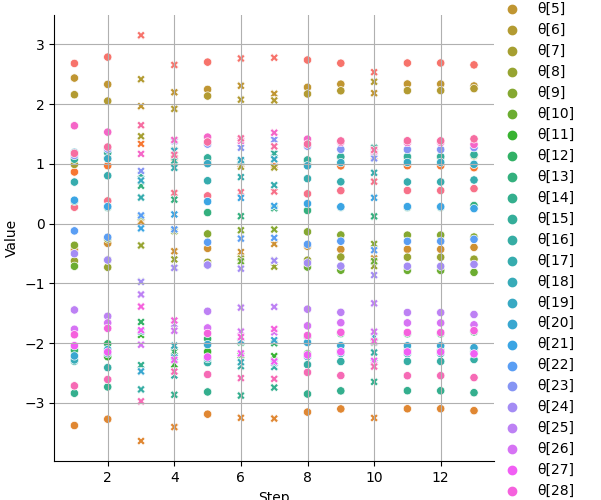 3
2
1
0
−1
−2
−3
Value
2
4
6
8
10
12
Step
θ[5]
θ[6]
θ[7]
θ[8]
θ[9]
θ[10]
θ[11]
θ[12]
θ[13]
θ[14]
θ[15]
θ[16]
θ[17]
θ[18]
θ[19]
θ[20]
θ[21]
θ[22]
θ[23]
θ[24]
θ[25]
θ[26]
θ[27]
θ[28]